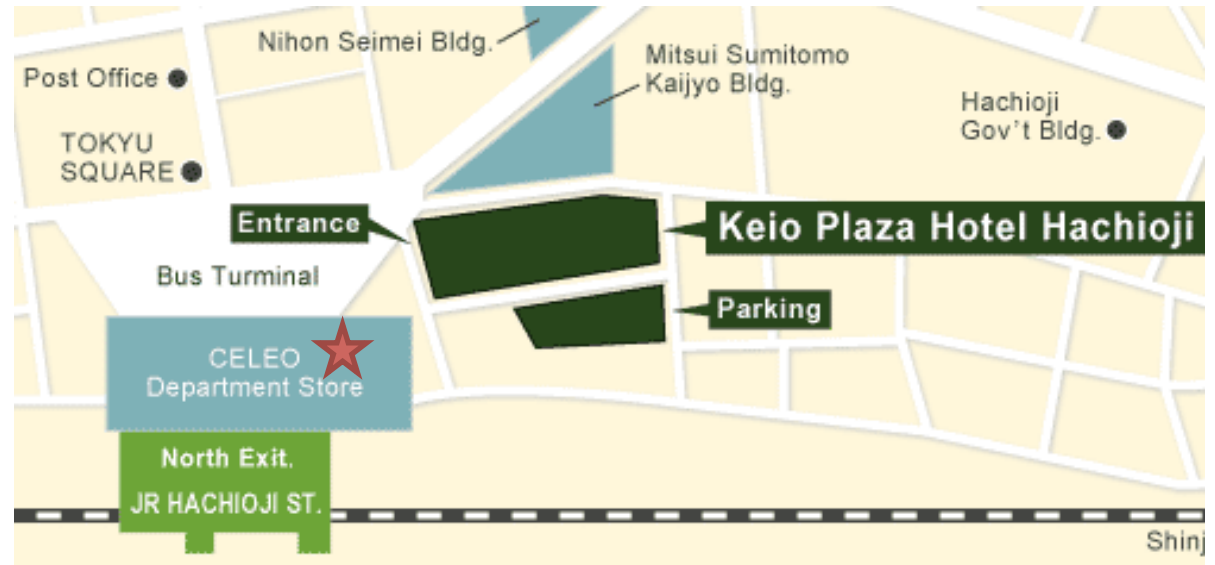 Nihon Seimei Bldg.
Post Office
Mitsui Sumitomo
Kaijyo Bldg.
Hachioji
Gov't Bldg.
TOKYU
SQUARE
Entrance
Keio Plaza Hotel Hachioji
Bus Turminal
Parking
CELEO
Department Store
North Exit.
JR HACHIOJI ST.
Shinj